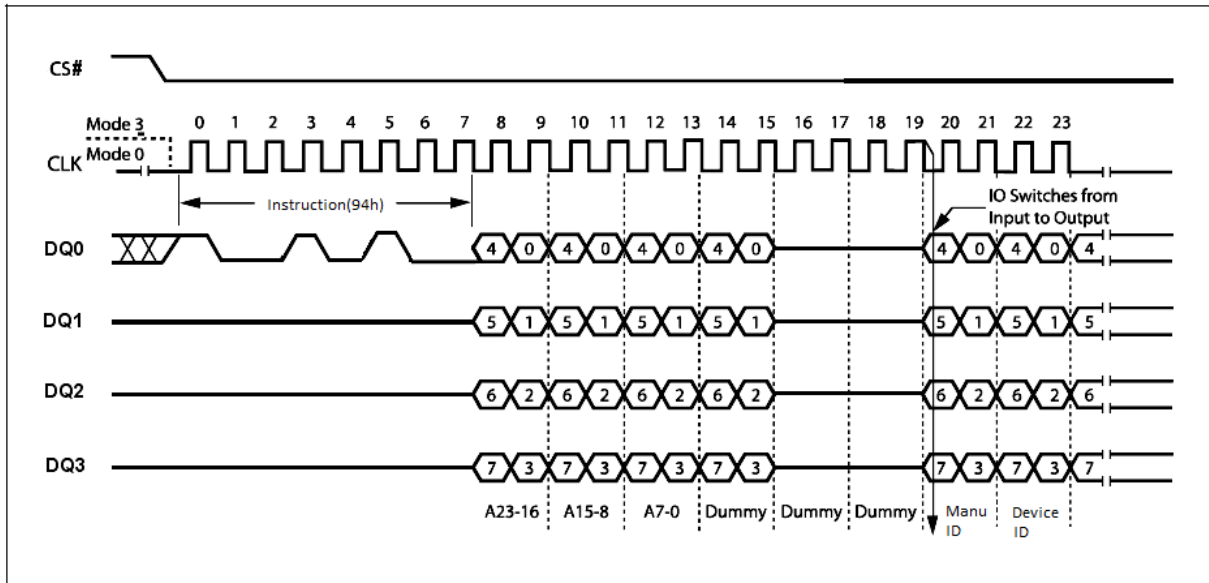 CS#
Mode 3
0 1 2 3 4 5 6 7 8 9 10 11 12 13 14 15 16 17 18 19 20 21 22 23
CLK
Mode 0
Instruction(94h)
IO Switches from
Input to Output
DQ0
4 0 4 0 4 0 4 0 4 0 4 0 4
DQ1
5 1 5 1 5 1 5 1 5 1 5 1 5
DQ2
6 2 6 2 6 2 6 2 6 2 6 2 6
DQ3
7 3 7 3 7 3 7 3 7 3 7 3 7
A23-16 A15-8 A7-0 Dummy Dummy Dummy Manu ID Device ID